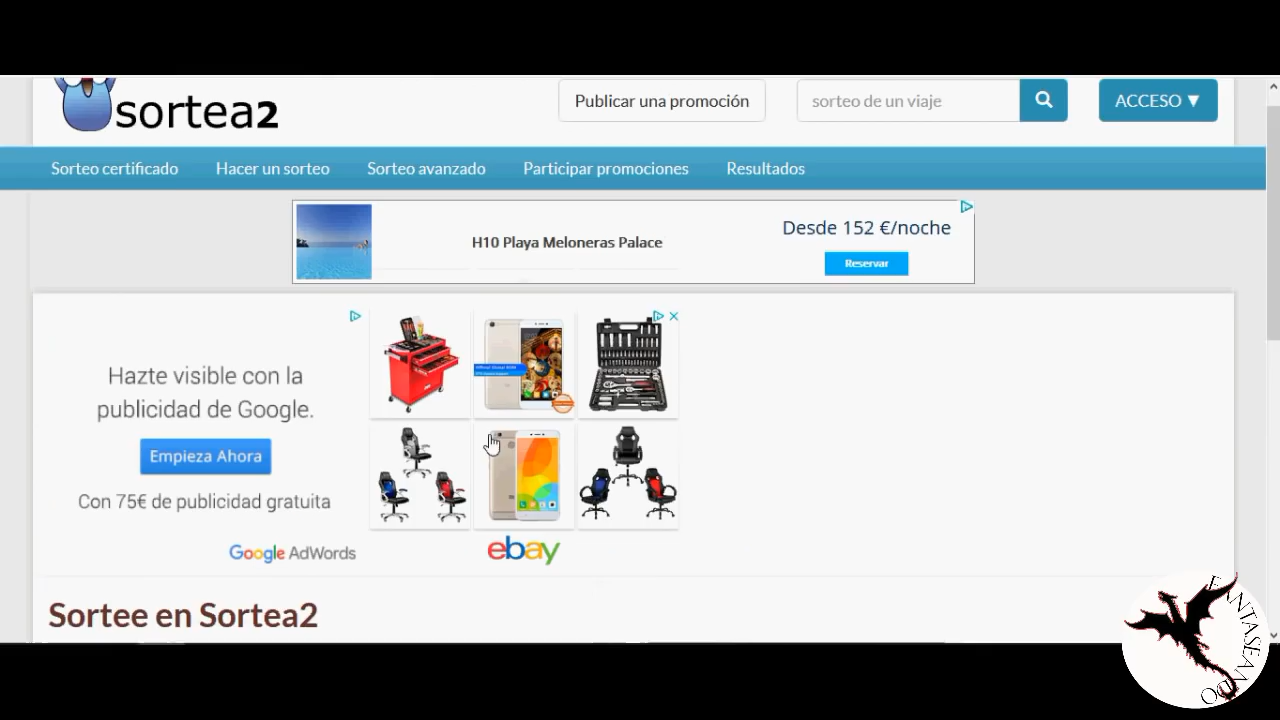 sortea2
Publicar una promoción
sorteo de un viaje
ACCESO ▼
Sorteo certificado
Hacer un sorteo
Sorteo avanzado
Participar promociones
Resultados
H10 Playa Meloneras Palace
Desde 152 €/noche
Reservar
Hazte visible con la
publicidad de Google.
Empieza Ahora
Con 75€ de publicidad gratuita
Google AdWords
ebay
Sortee en Sortea2
FANTASEANDO